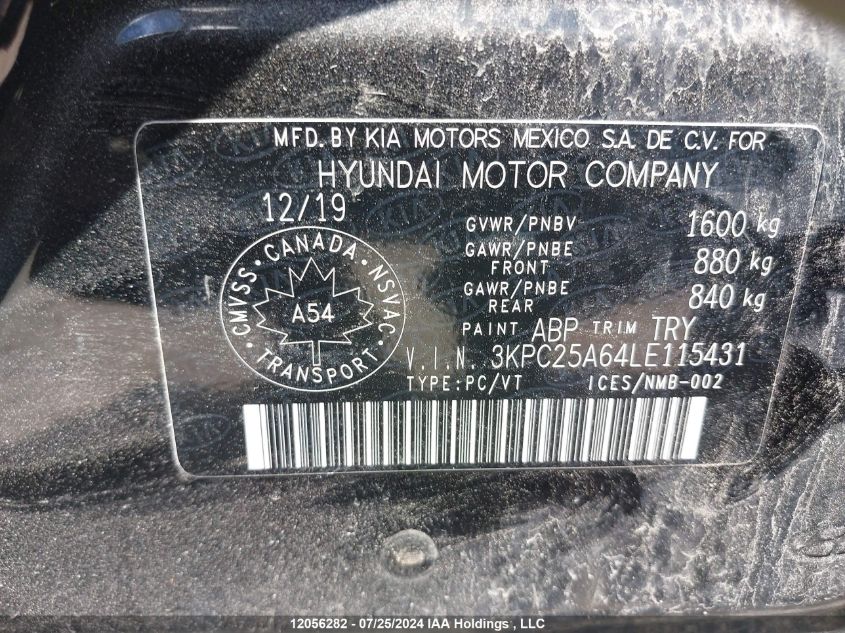 MFD. BY KIA MOTORS MEXICO S.A. DE C.V. FOR
HYUNDAI MOTOR COMPANY
12/19
GVWR/PNBV 1600 kg
GAWR/PNBE FRONT 880 kg
GAWR/PNBE REAR 840 kg
PAINT ABP TRIM TRY
V.I.N. 3KPC25A64LE115431
TYPE:PC/VT ICES/NMB-002
CMVSS · CANADA · NSVAC · TRANSPORT ·
A54
12056282 - 07/25/2024 IAA Holdings , LLC